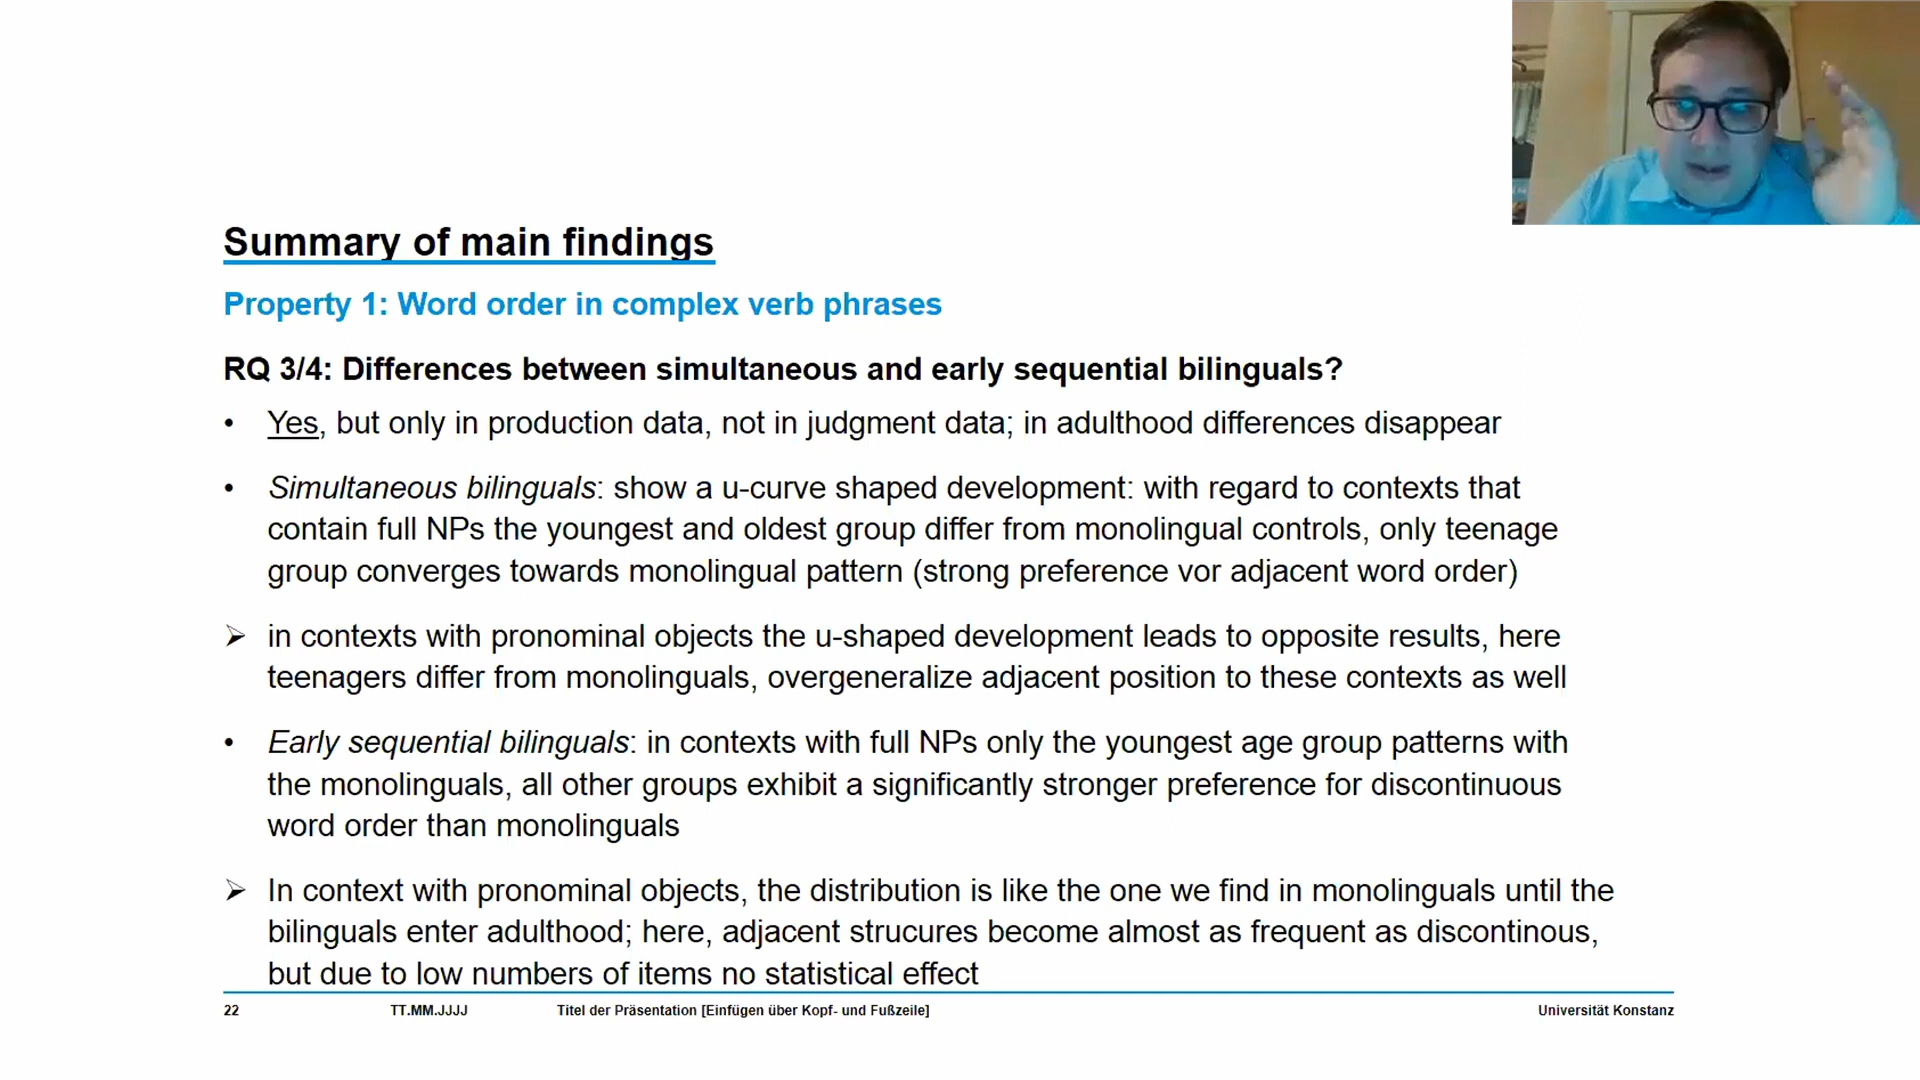 Summary of main findings
Property 1: Word order in complex verb phrases
RQ 3/4: Differences between simultaneous and early sequential bilinguals?
• Yes, but only in production data, not in judgment data; in adulthood differences disappear
• Simultaneous bilinguals: show a u-curve shaped development: with regard to contexts that
contain full NPs the youngest and oldest group differ from monolingual controls, only teenage
group converges towards monolingual pattern (strong preference vor adjacent word order)
➢ in contexts with pronominal objects the u-shaped development leads to opposite results, here
teenagers differ from monolinguals, overgeneralize adjacent position to these contexts as well
• Early sequential bilinguals: in contexts with full NPs only the youngest age group patterns with
the monolinguals, all other groups exhibit a significantly stronger preference for discontinuous
word order than monolinguals
➢ In context with pronominal objects, the distribution is like the one we find in monolinguals until the
bilinguals enter adulthood; here, adjacent strucures become almost as frequent as discontinous,
but due to low numbers of items no statistical effect
22 TT.MM.JJJJ Titel der Präsentation [Einfügen über Kopf- und Fußzeile] Universität Konstanz